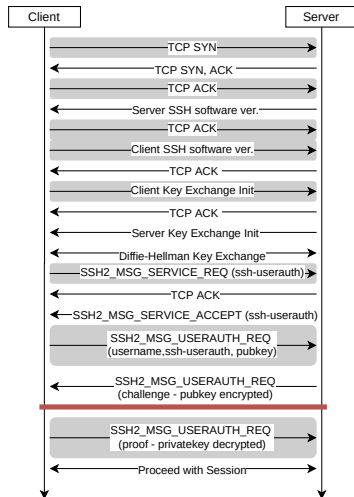 Client
Server
TCP SYN
TCP SYN, ACK
TCP ACK
Server SSH software ver.
TCP ACK
Client SSH software ver.
TCP ACK
Client Key Exchange Init
TCP ACK
Server Key Exchange Init
Diffie-Hellman Key Exchange
SSH2_MSG_SERVICE_REQ (ssh-userauth)
TCP ACK
SSH2_MSG_SERVICE_ACCEPT (ssh-userauth)
SSH2_MSG_USERAUTH_REQ
(username,ssh-userauth, pubkey)
SSH2_MSG_USERAUTH_REQ
(challenge - pubkey encrypted)
SSH2_MSG_USERAUTH_REQ
(proof - privatekey decrypted)
Proceed with Session